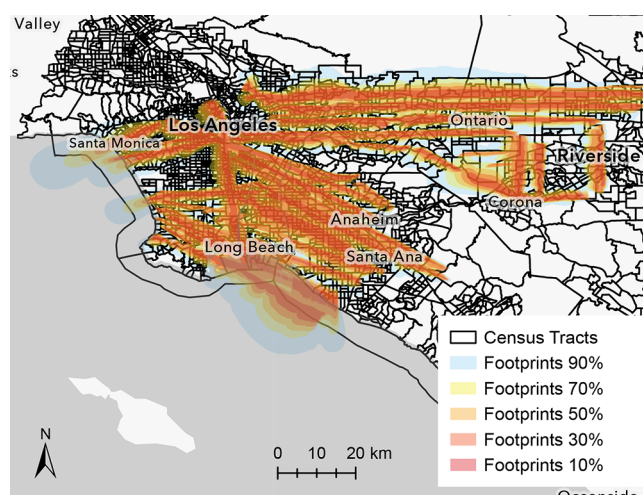 Valley
s
Los Angeles
Ontario
Santa Monica
Riverside
Corona
Anaheim
Long Beach
Santa Ana
Census Tracts
Footprints 90%
Footprints 70%
Footprints 50%
Footprints 30%
Footprints 10%
N
0 10 20 km
Oceanside